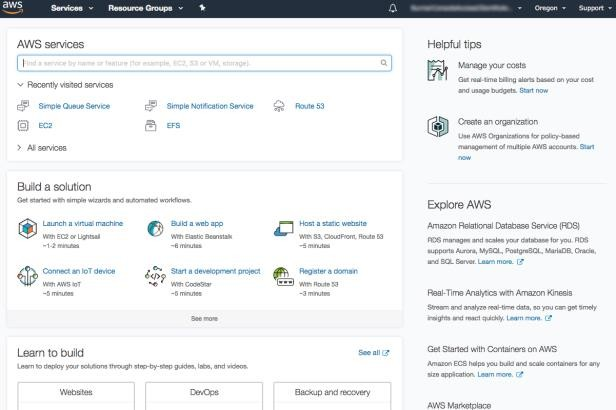 aws Services Resource Groups Oregon Support
AWS services
Find a service by name or feature (for example, EC2, S3 or VM, storage).
Recently visited services
Simple Queue Service Simple Notification Service Route 53
EC2 EFS
All services
Build a solution
Get started with simple wizards and automated workflows.
Launch a virtual machine
With EC2 or Lightsail
~1-2 minutes
Build a web app
With Elastic Beanstalk
~6 minutes
Host a static website
With S3, CloudFront, Route 53
~5 minutes
Connect an IoT device
With AWS IoT
~5 minutes
Start a development project
With CodeStar
~5 minutes
Register a domain
With Route 53
~3 minutes
See more
Learn to build
See all
Learn to deploy your solutions through step-by-step guides, labs, and videos.
Websites DevOps Backup and recovery
Helpful tips
Manage your costs
Get real-time billing alerts based on your cost
and usage budgets. Start now
Create an organization
Use AWS Organizations for policy-based
management of multiple AWS accounts. Start
now
Explore AWS
Amazon Relational Database Service (RDS)
RDS manages and scales your database for you. RDS
supports Aurora, MySQL, PostgreSQL, MariaDB, Oracle,
and SQL Server. Learn more.
Real-Time Analytics with Amazon Kinesis
Stream and analyze real-time data, so you can get timely
insights and react quickly. Learn more.
Get Started with Containers on AWS
Amazon ECS helps you build and scale containers for any
size application. Learn more.
AWS Marketplace